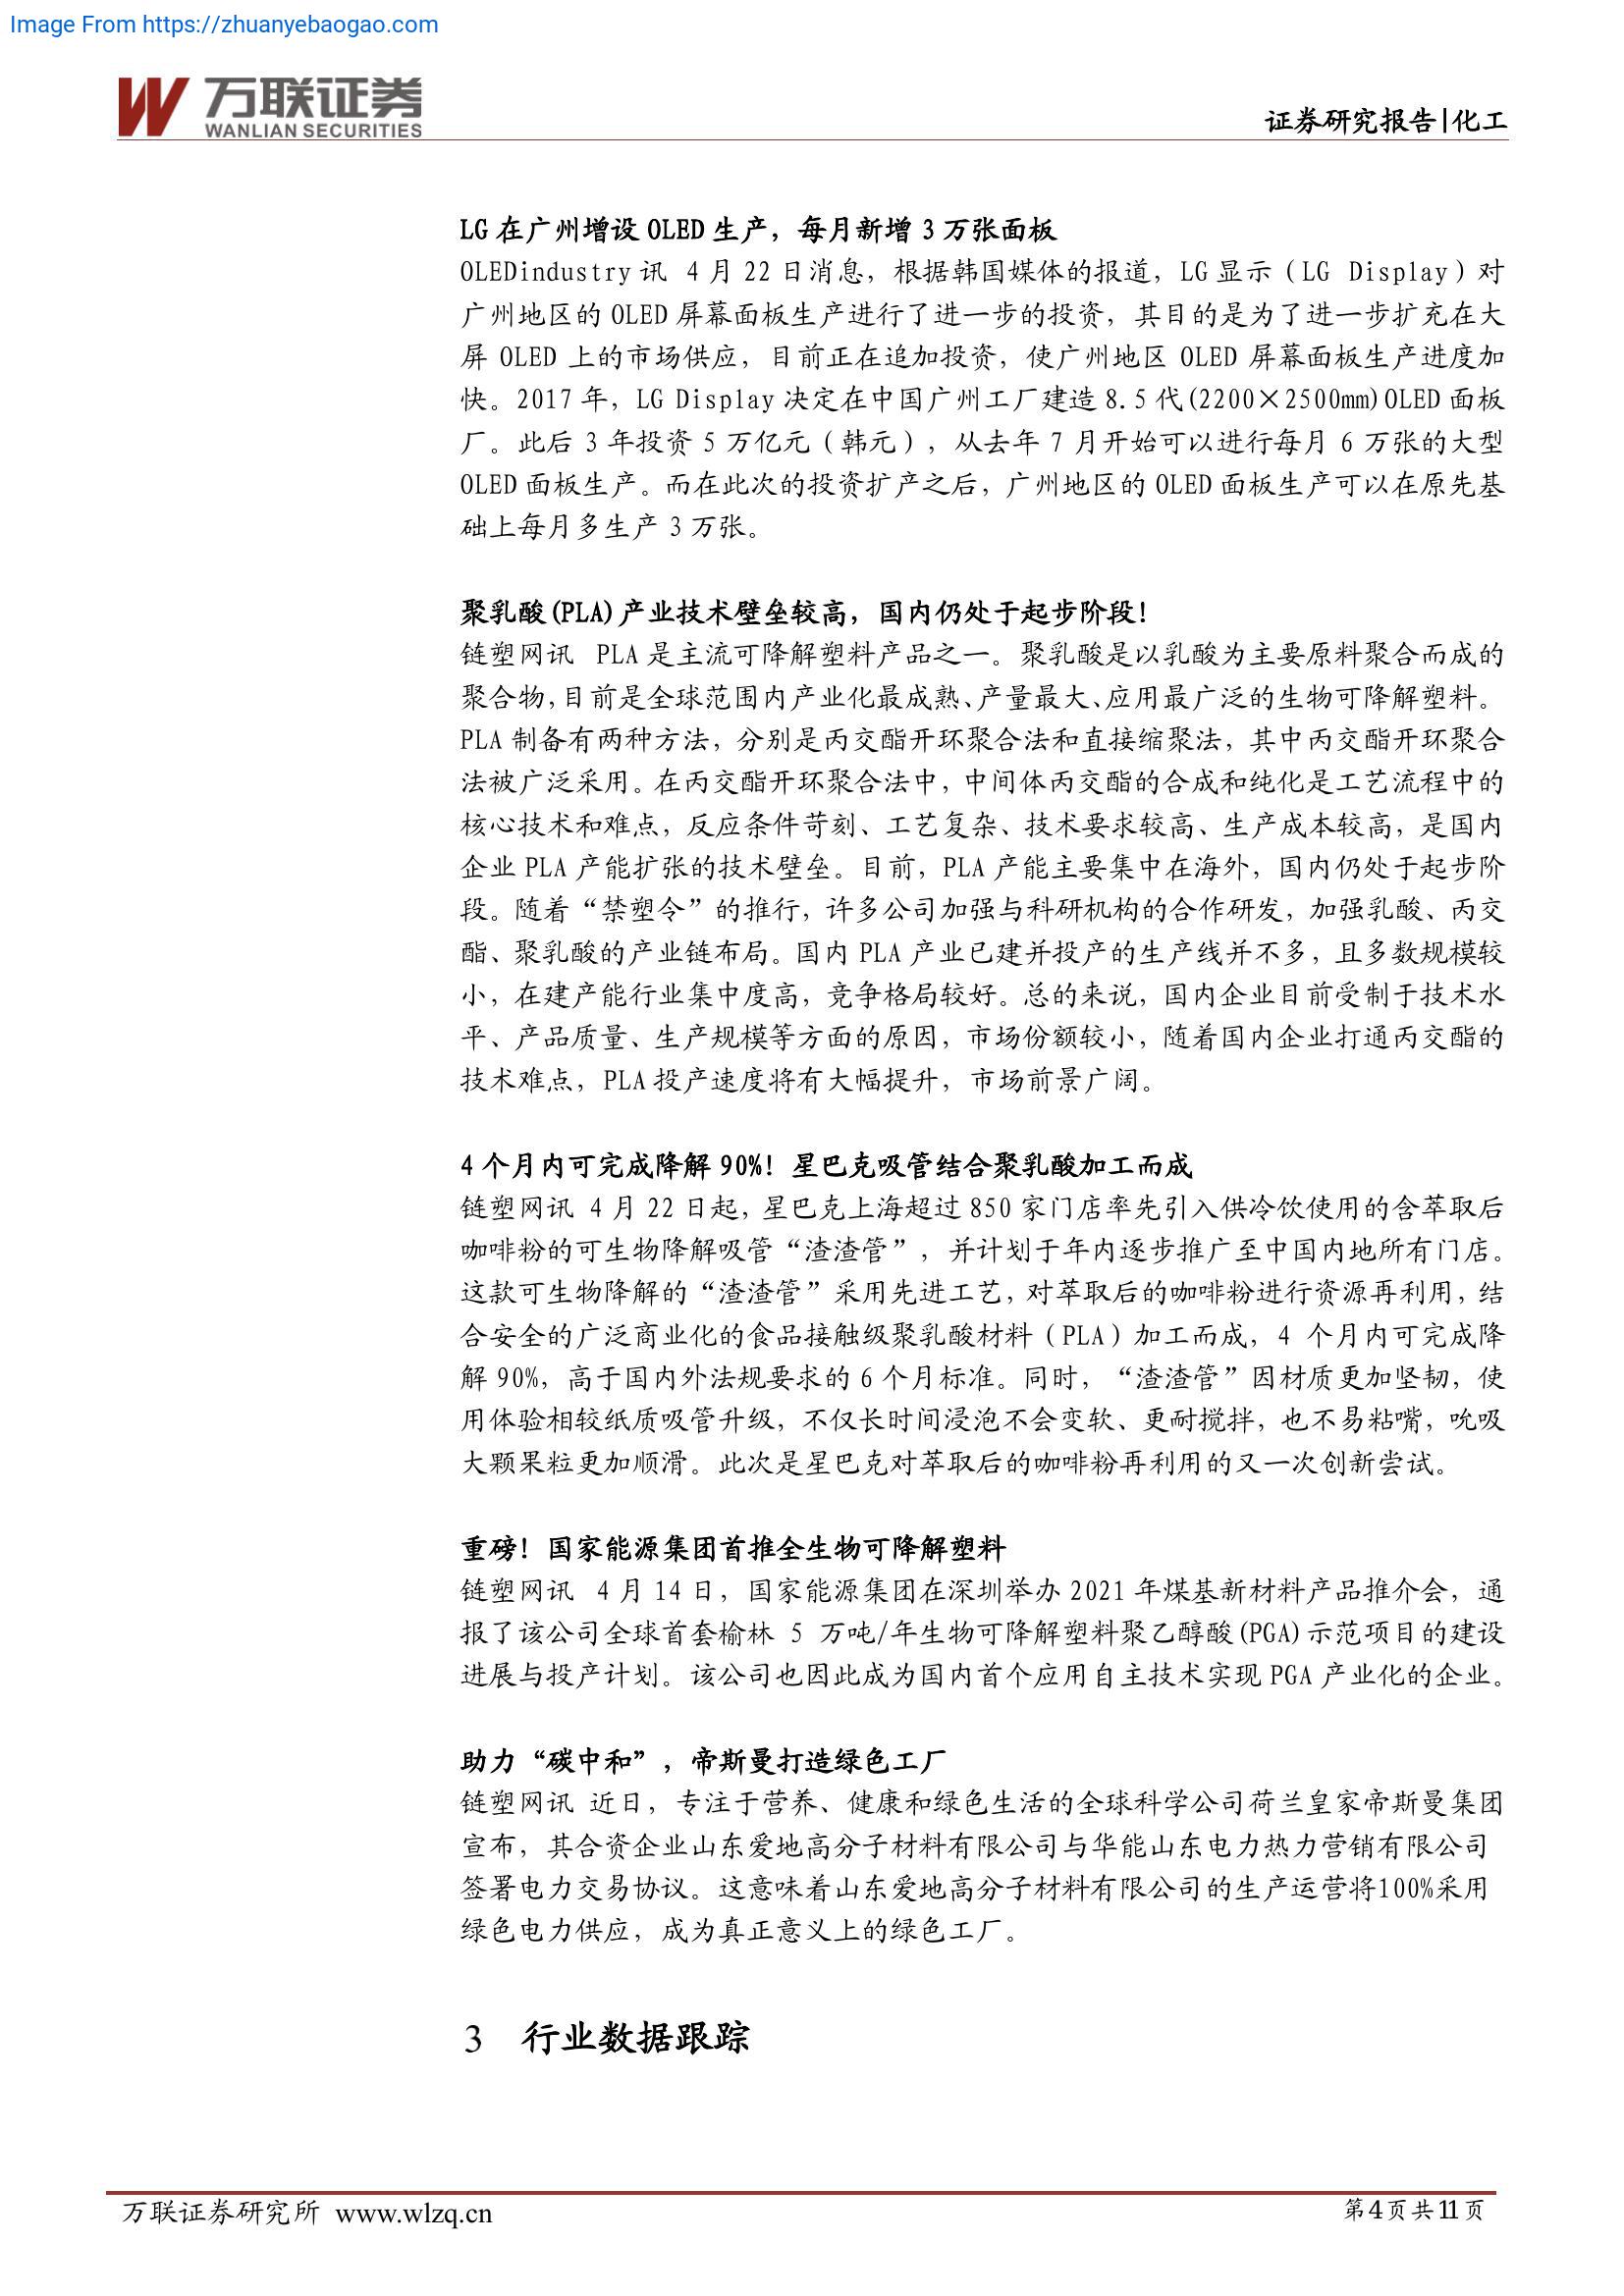 Image From https://zhuanyebaogao.com
万联证券
WANLIAN SECURITIES
证券研究报告|化工
LG 在广州增设 OLED 生产，每月新增 3 万张面板
OLEDindustry 讯 4 月 22 日消息，根据韩国媒体的报道，LG 显示（LG Display）对
广州地区的 OLED 屏幕面板生产进行了进一步的投资，其目的是为了进一步扩充在大
屏 OLED 上的市场供应，目前正在追加投资，使广州地区 OLED 屏幕面板生产进度加
快。2017 年，LG Display 决定在中国广州工厂建造 8.5 代(2200×2500mm)OLED 面板
厂。此后 3 年投资 5 万亿元（韩元），从去年 7 月开始可以进行每月 6 万张的大型
OLED 面板生产。而在此次的投资扩产之后，广州地区的 OLED 面板生产可以在原先基
础上每月多生产 3 万张。
聚乳酸(PLA)产业技术壁垒较高，国内仍处于起步阶段！
链塑网讯 PLA 是主流可降解塑料产品之一。聚乳酸是以乳酸为主要原料聚合而成的
聚合物，目前是全球范围内产业化最成熟、产量最大、应用最广泛的生物可降解塑料。
PLA 制备有两种方法，分别是丙交酯开环聚合法和直接缩聚法，其中丙交酯开环聚合
法被广泛采用。在丙交酯开环聚合法中，中间体丙交酯的合成和纯化是工艺流程中的
核心技术和难点，反应条件苛刻、工艺复杂、技术要求较高、生产成本较高，是国内
企业 PLA 产能扩张的技术壁垒。目前，PLA 产能主要集中在海外，国内仍处于起步阶
段。随着“禁塑令”的推行，许多公司加强与科研机构的合作研发，加强乳酸、丙交
酯、聚乳酸的产业链布局。国内 PLA 产业已建并投产的生产线并不多，且多数规模较
小，在建产能行业集中度高，竞争格局较好。总的来说，国内企业目前受制于技术水
平、产品质量、生产规模等方面的原因，市场份额较小，随着国内企业打通丙交酯的
技术难点，PLA 投产速度将有大幅提升，市场前景广阔。
4 个月内可完成降解 90%！星巴克吸管结合聚乳酸加工而成
链塑网讯 4 月 22 日起，星巴克上海超过 850 家门店率先引入供冷饮使用的含萃取后
咖啡粉的可生物降解吸管“渣渣管”，并计划于年内逐步推广至中国内地所有门店。
这款可生物降解的“渣渣管”采用先进工艺，对萃取后的咖啡粉进行资源再利用，结
合安全的广泛商业化的食品接触级聚乳酸材料（PLA）加工而成，4 个月内可完成降
解 90%，高于国内外法规要求的 6 个月标准。同时，“渣渣管”因材质更加坚韧，使
用体验相较纸质吸管升级，不仅长时间浸泡不会变软、更耐搅拌，也不易粘嘴，吮吸
大颗果粒更加顺滑。此次是星巴克对萃取后的咖啡粉再利用的又一次创新尝试。
重磅！国家能源集团首推全生物可降解塑料
链塑网讯 4 月 14 日，国家能源集团在深圳举办 2021 年煤基新材料产品推介会，通
报了该公司全球首套榆林 5 万吨/年生物可降解塑料聚乙醇酸(PGA)示范项目的建设
进展与投产计划。该公司也因此成为国内首个应用自主技术实现 PGA 产业化的企业。
助力“碳中和”，帝斯曼打造绿色工厂
链塑网讯 近日，专注于营养、健康和绿色生活的全球科学公司荷兰皇家帝斯曼集团
宣布，其合资企业山东爱地高分子材料有限公司与华能山东电力热力营销有限公司
签署电力交易协议。这意味着山东爱地高分子材料有限公司的生产运营将100%采用
绿色电力供应，成为真正意义上的绿色工厂。
3 行业数据跟踪
万联证券研究所 www.wlzq.cn
第4页共11页